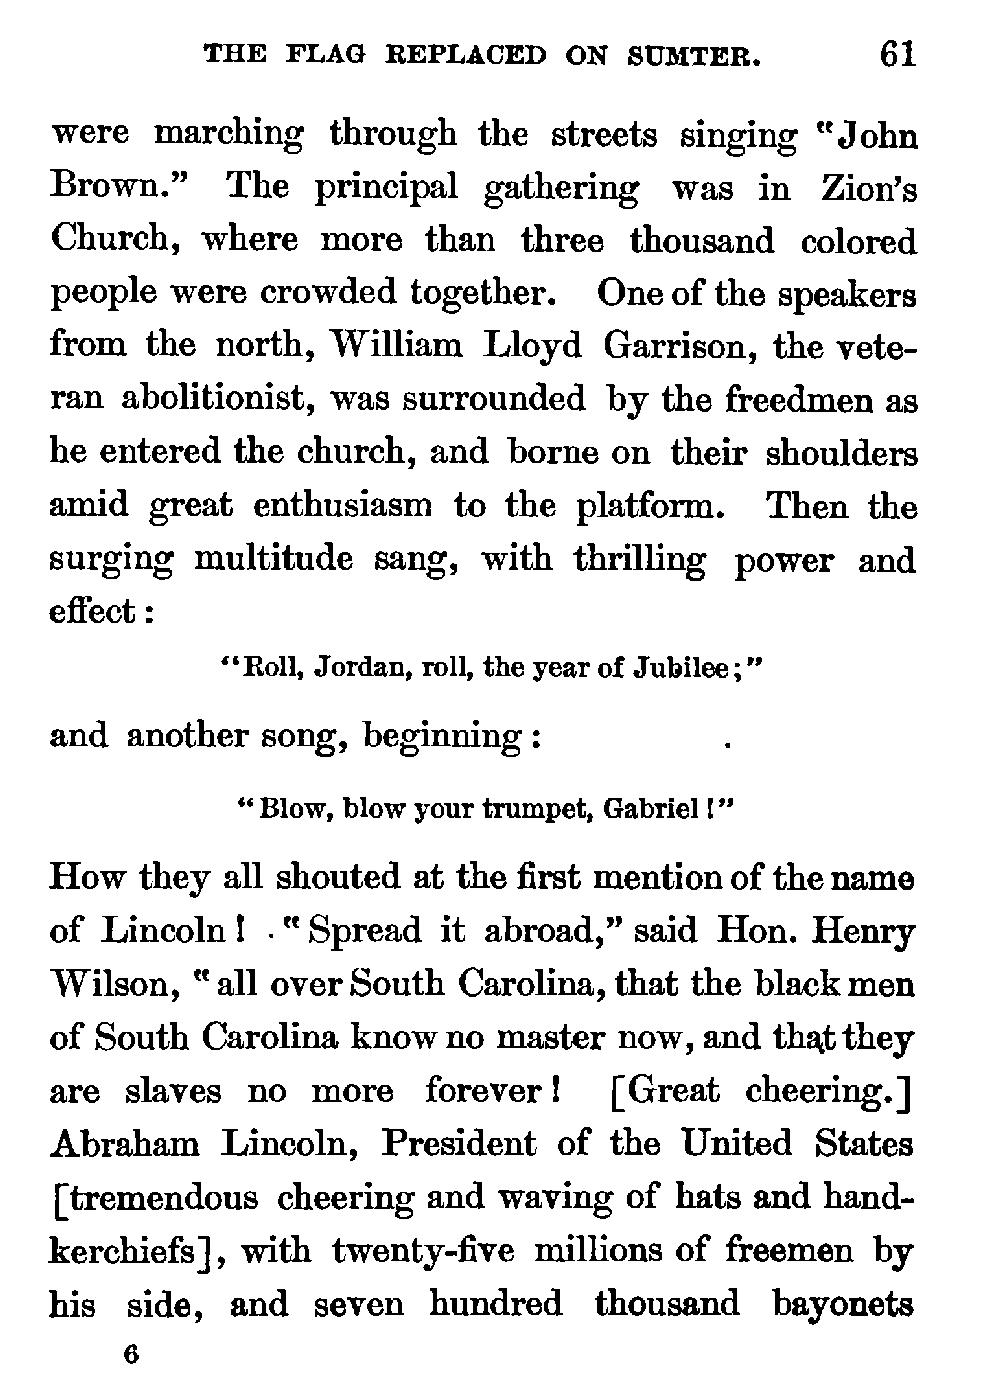 THE FLAG REPLACED ON SUMTER. 61
were marching through the streets singing "John
Brown." The principal gathering was in Zion's
Church, where more than three thousand colored
people were crowded together. One of the speakers
from the north, William Lloyd Garrison, the vete-
ran abolitionist, was surrounded by the freedmen as
he entered the church, and borne on their shoulders
amid great enthusiasm to the platform. Then the
surging multitude sang, with thrilling power and
effect :
"Roll, Jordan, roll, the year of Jubilee;"
and another song, beginning :
"Blow, blow your trumpet, Gabriel!"
How they all shouted at the first mention of the name
of Lincoln! "Spread it abroad," said Hon. Henry
Wilson, "all over South Carolina, that the black men
of South Carolina know no master now, and that they
are slaves no more forever! [Great cheering.]
Abraham Lincoln, President of the United States
[tremendous cheering and waving of hats and hand-
kerchiefs], with twenty-five millions of freemen by
his side, and seven hundred thousand bayonets
6